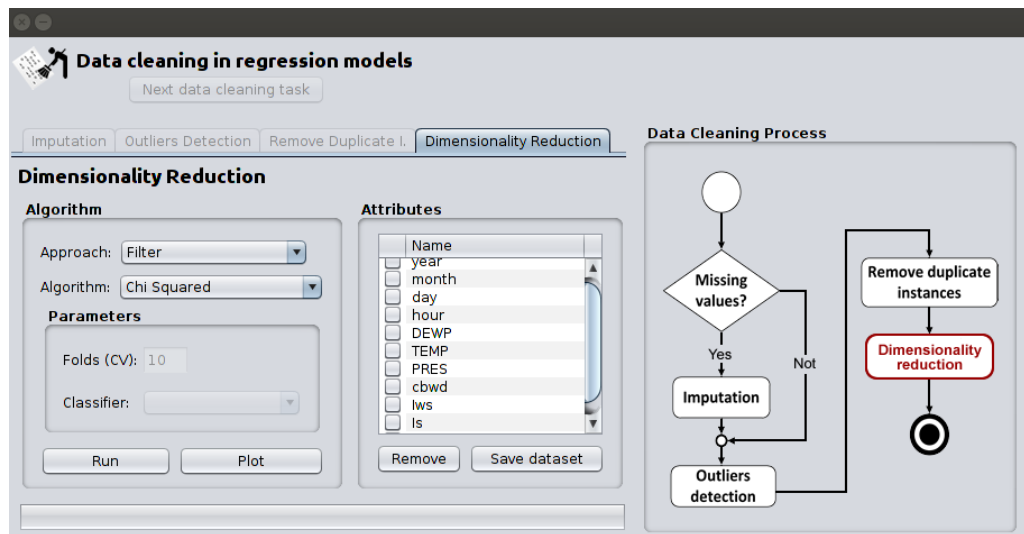 Data cleaning in regression models
Next data cleaning task
Imputation
Outliers Detection
Remove Duplicate I.
Dimensionality Reduction
Dimensionality Reduction
Algorithm
Approach: Filter
Algorithm: Chi Squared
Parameters
Folds (CV): 10
Classifier:
Run
Plot
Attributes
Name
year
month
day
hour
DEWP
TEMP
PRES
cbwd
Iws
Is
Remove
Save dataset
Data Cleaning Process
Missing
values?
Yes
Not
Imputation
Outliers
detection
Remove duplicate
instances
Dimensionality
reduction